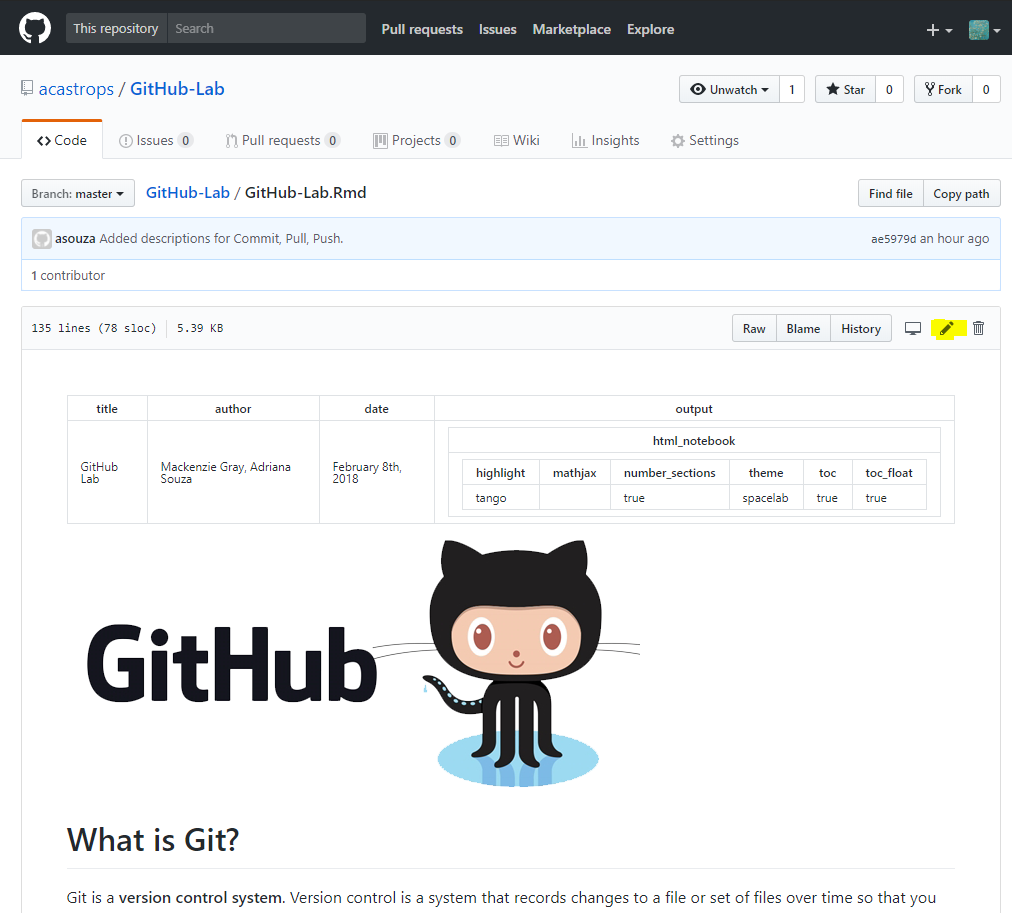 This repository Search Pull requests Issues Marketplace Explore
acastrops / GitHub-Lab Unwatch 1 Star 0 Fork 0
Code Issues 0 Pull requests 0 Projects 0 Wiki Insights Settings
Branch: master GitHub-Lab / GitHub-Lab.Rmd Find file Copy path
asouza Added descriptions for Commit, Pull, Push. ae5979d an hour ago
1 contributor
135 lines (78 sloc) 5.39 KB Raw Blame History
title author date output
html_notebook
highlight mathjax number_sections theme toc toc_float
tango true spacelab true true
GitHub Lab
Mackenzie Gray, Adriana Souza
February 8th, 2018
GitHub
What is Git?
Git is a version control system. Version control is a system that records changes to a file or set of files over time so that you